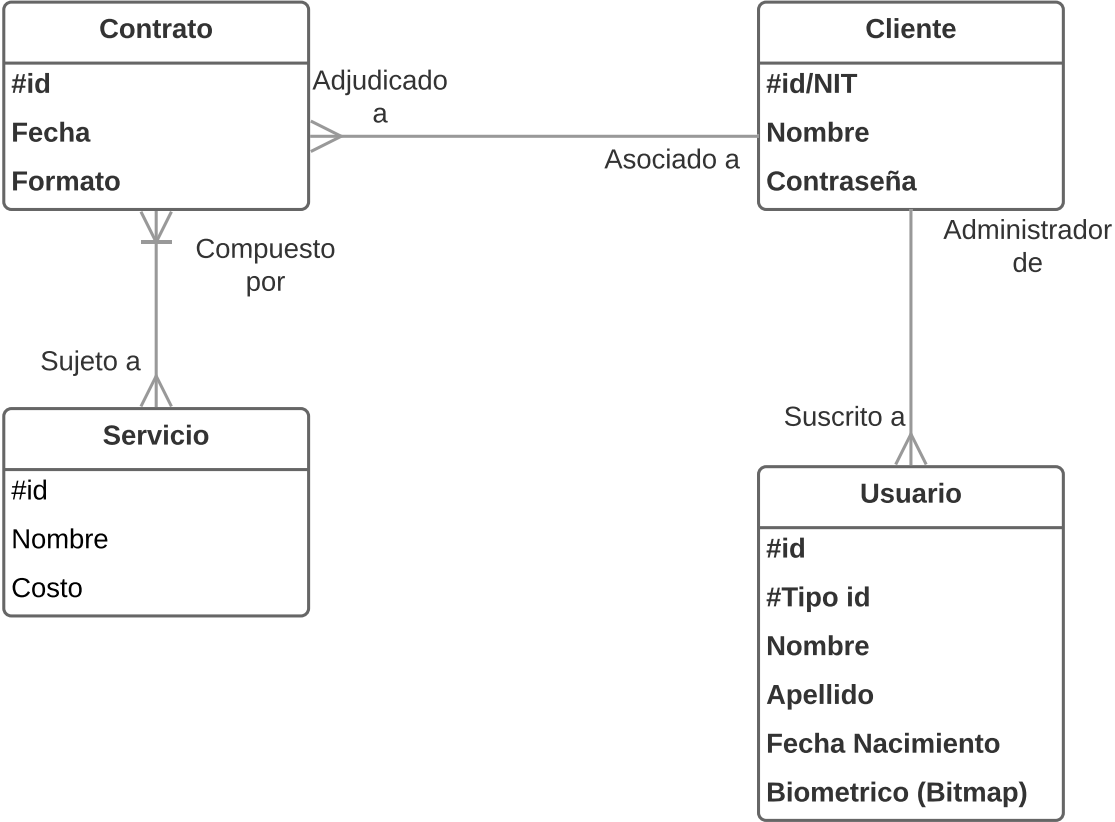 Contrato
#id
Fecha
Formato
Adjudicado
a
Asociado a
Cliente
#id/NIT
Nombre
Contraseña
Compuesto
por
Sujeto a
Administrador
de
Suscrito a
Servicio
#id
Nombre
Costo
Usuario
#id
#Tipo id
Nombre
Apellido
Fecha Nacimiento
Biometrico (Bitmap)